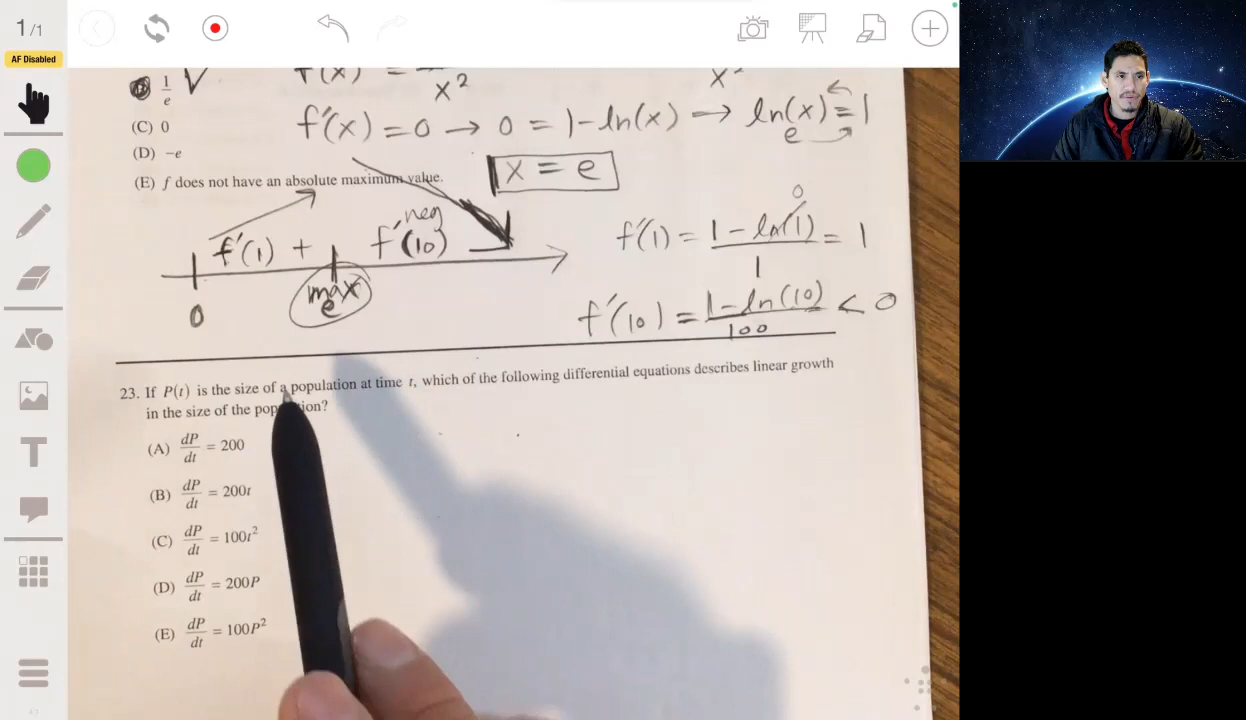 1/1
AF Disabled
x²
1/e
f'(x) = 0 → 0 = 1-ln(x) → ln(x) = 1
e
(C) 0
(D) -e
x = e
(E) f does not have an absolute maximum value.
f'(1) + f'(10) neg
0 max e
f'(1) = 1 - ln(1) / 1 = 1
0
f'(10) = 1-ln(10) / 100 < 0
23. If P(t) is the size of a population at time t, which of the following differential equations describes linear growth
in the size of the population?
(A) dP/dt = 200
(B) dP/dt = 200t
(C) dP/dt = 100t²
(D) dP/dt = 200P
(E) dP/dt = 100P²